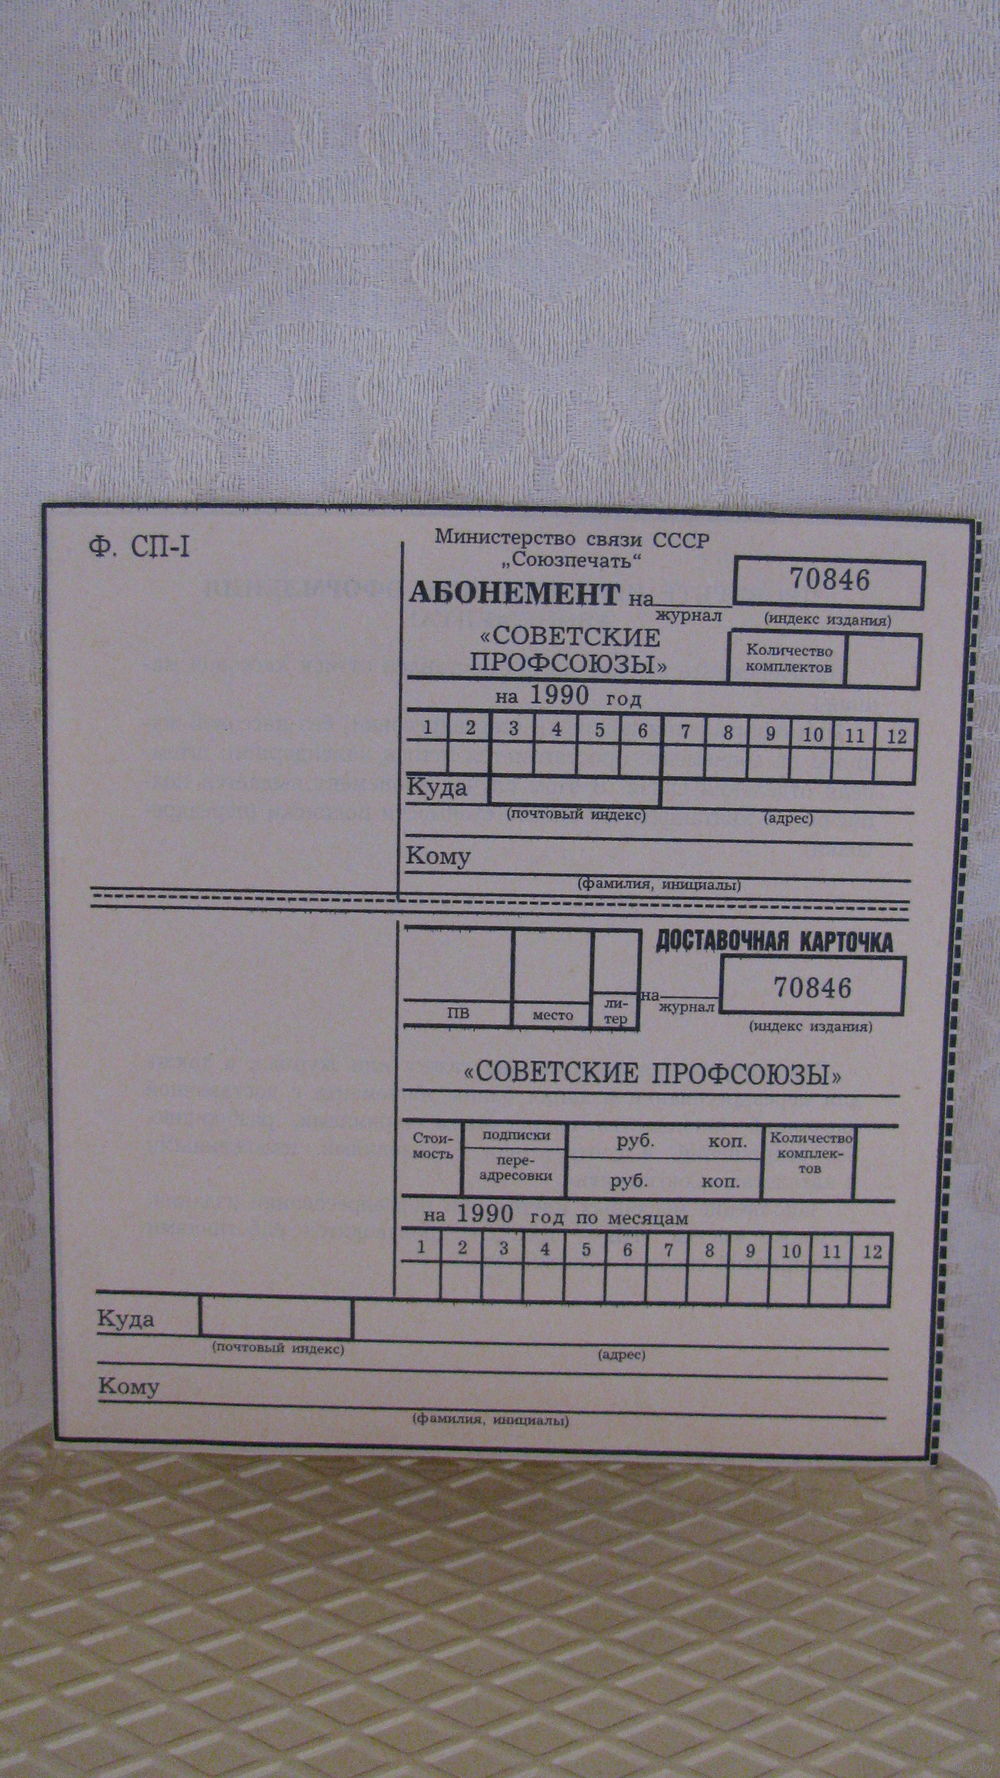 Ф. СП-I
Министерство связи СССР
„Союзпечать“
АБОНЕМЕНТ на
журнал
70846
(индекс издания)
«СОВЕТСКИЕ
ПРОФСОЮЗЫ»
Количество
комплектов
на 1990 год
1 2 3 4 5 6 7 8 9 10 11 12
Куда
(почтовый индекс) (адрес)
Кому
(фамилия, инициалы)
ДОСТАВОЧНАЯ КАРТОЧКА
ПВ место ли-
тер
на
журнал
70846
(индекс издания)
«СОВЕТСКИЕ ПРОФСОЮЗЫ»
Стои-
мость
подписки
руб. коп.
пере-
адресовки
руб. коп.
Количество
комплек-
тов
на 1990 год по месяцам
1 2 3 4 5 6 7 8 9 10 11 12
Куда
(почтовый индекс) (адрес)
Кому
(фамилия, инициалы)